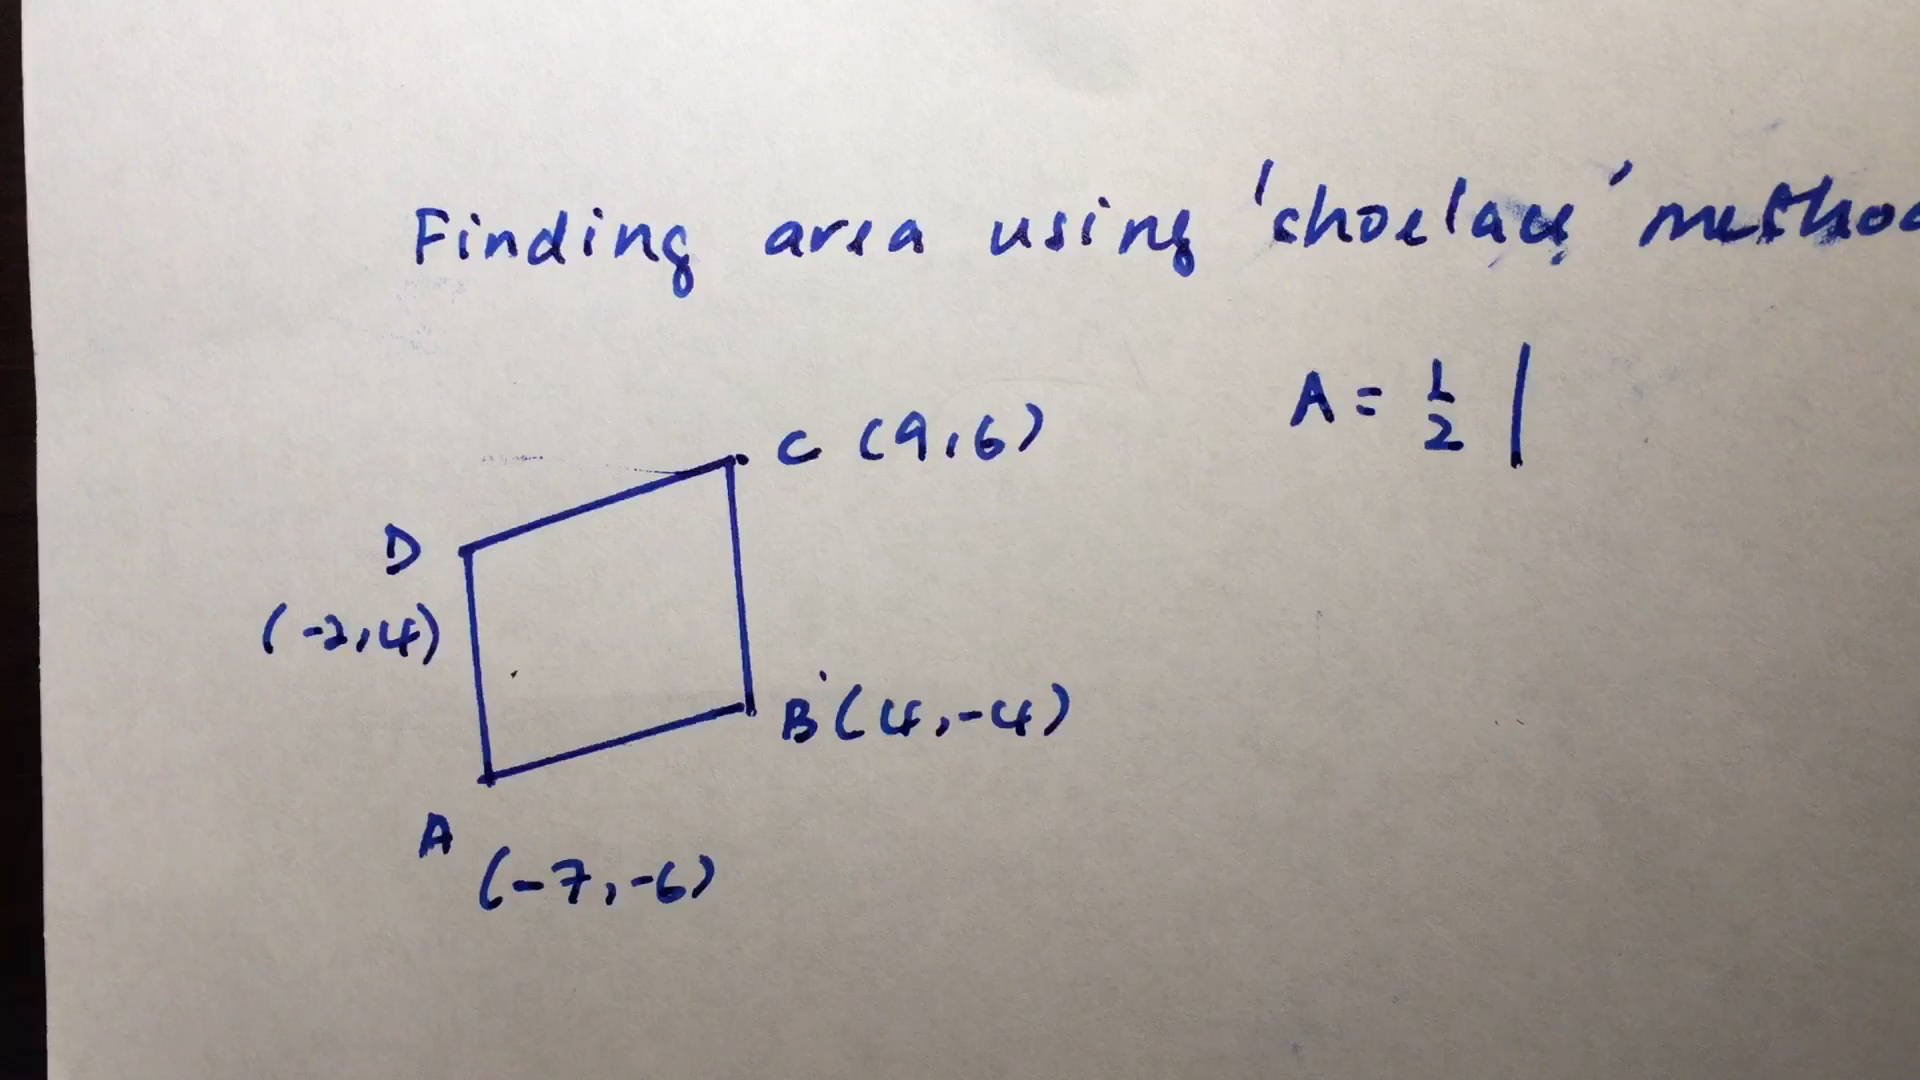 Finding area using 'shoelace' method
A = 1/2 |
C (9,6)
D
(-2,4)
B (4,-4)
A
(-7,-6)